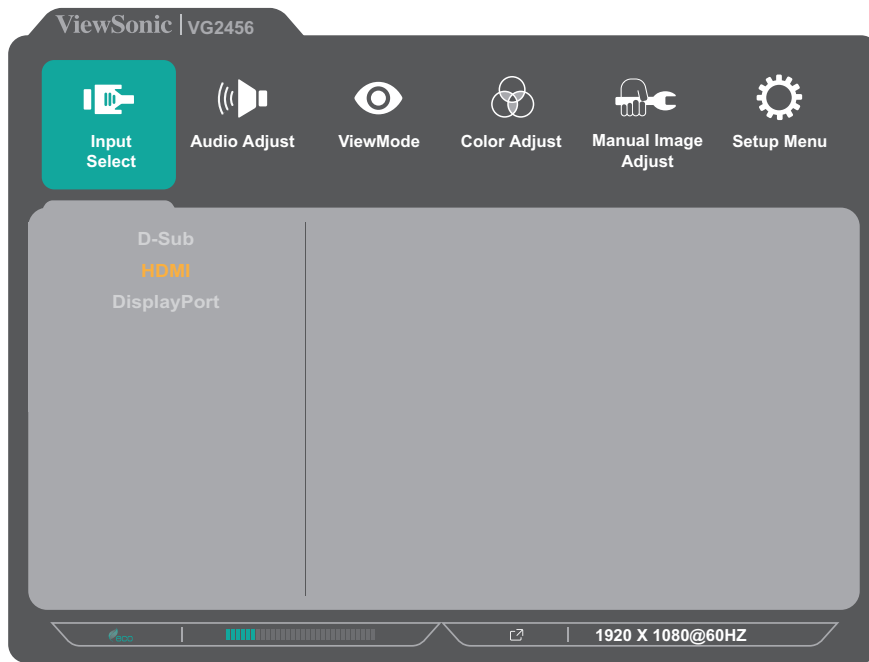 ViewSonic | VG2456
Input
Select
Audio Adjust
ViewMode
Color Adjust
Manual Image
Adjust
Setup Menu
D-Sub
HDMI
DisplayPort
eco
1920 X 1080@60HZ